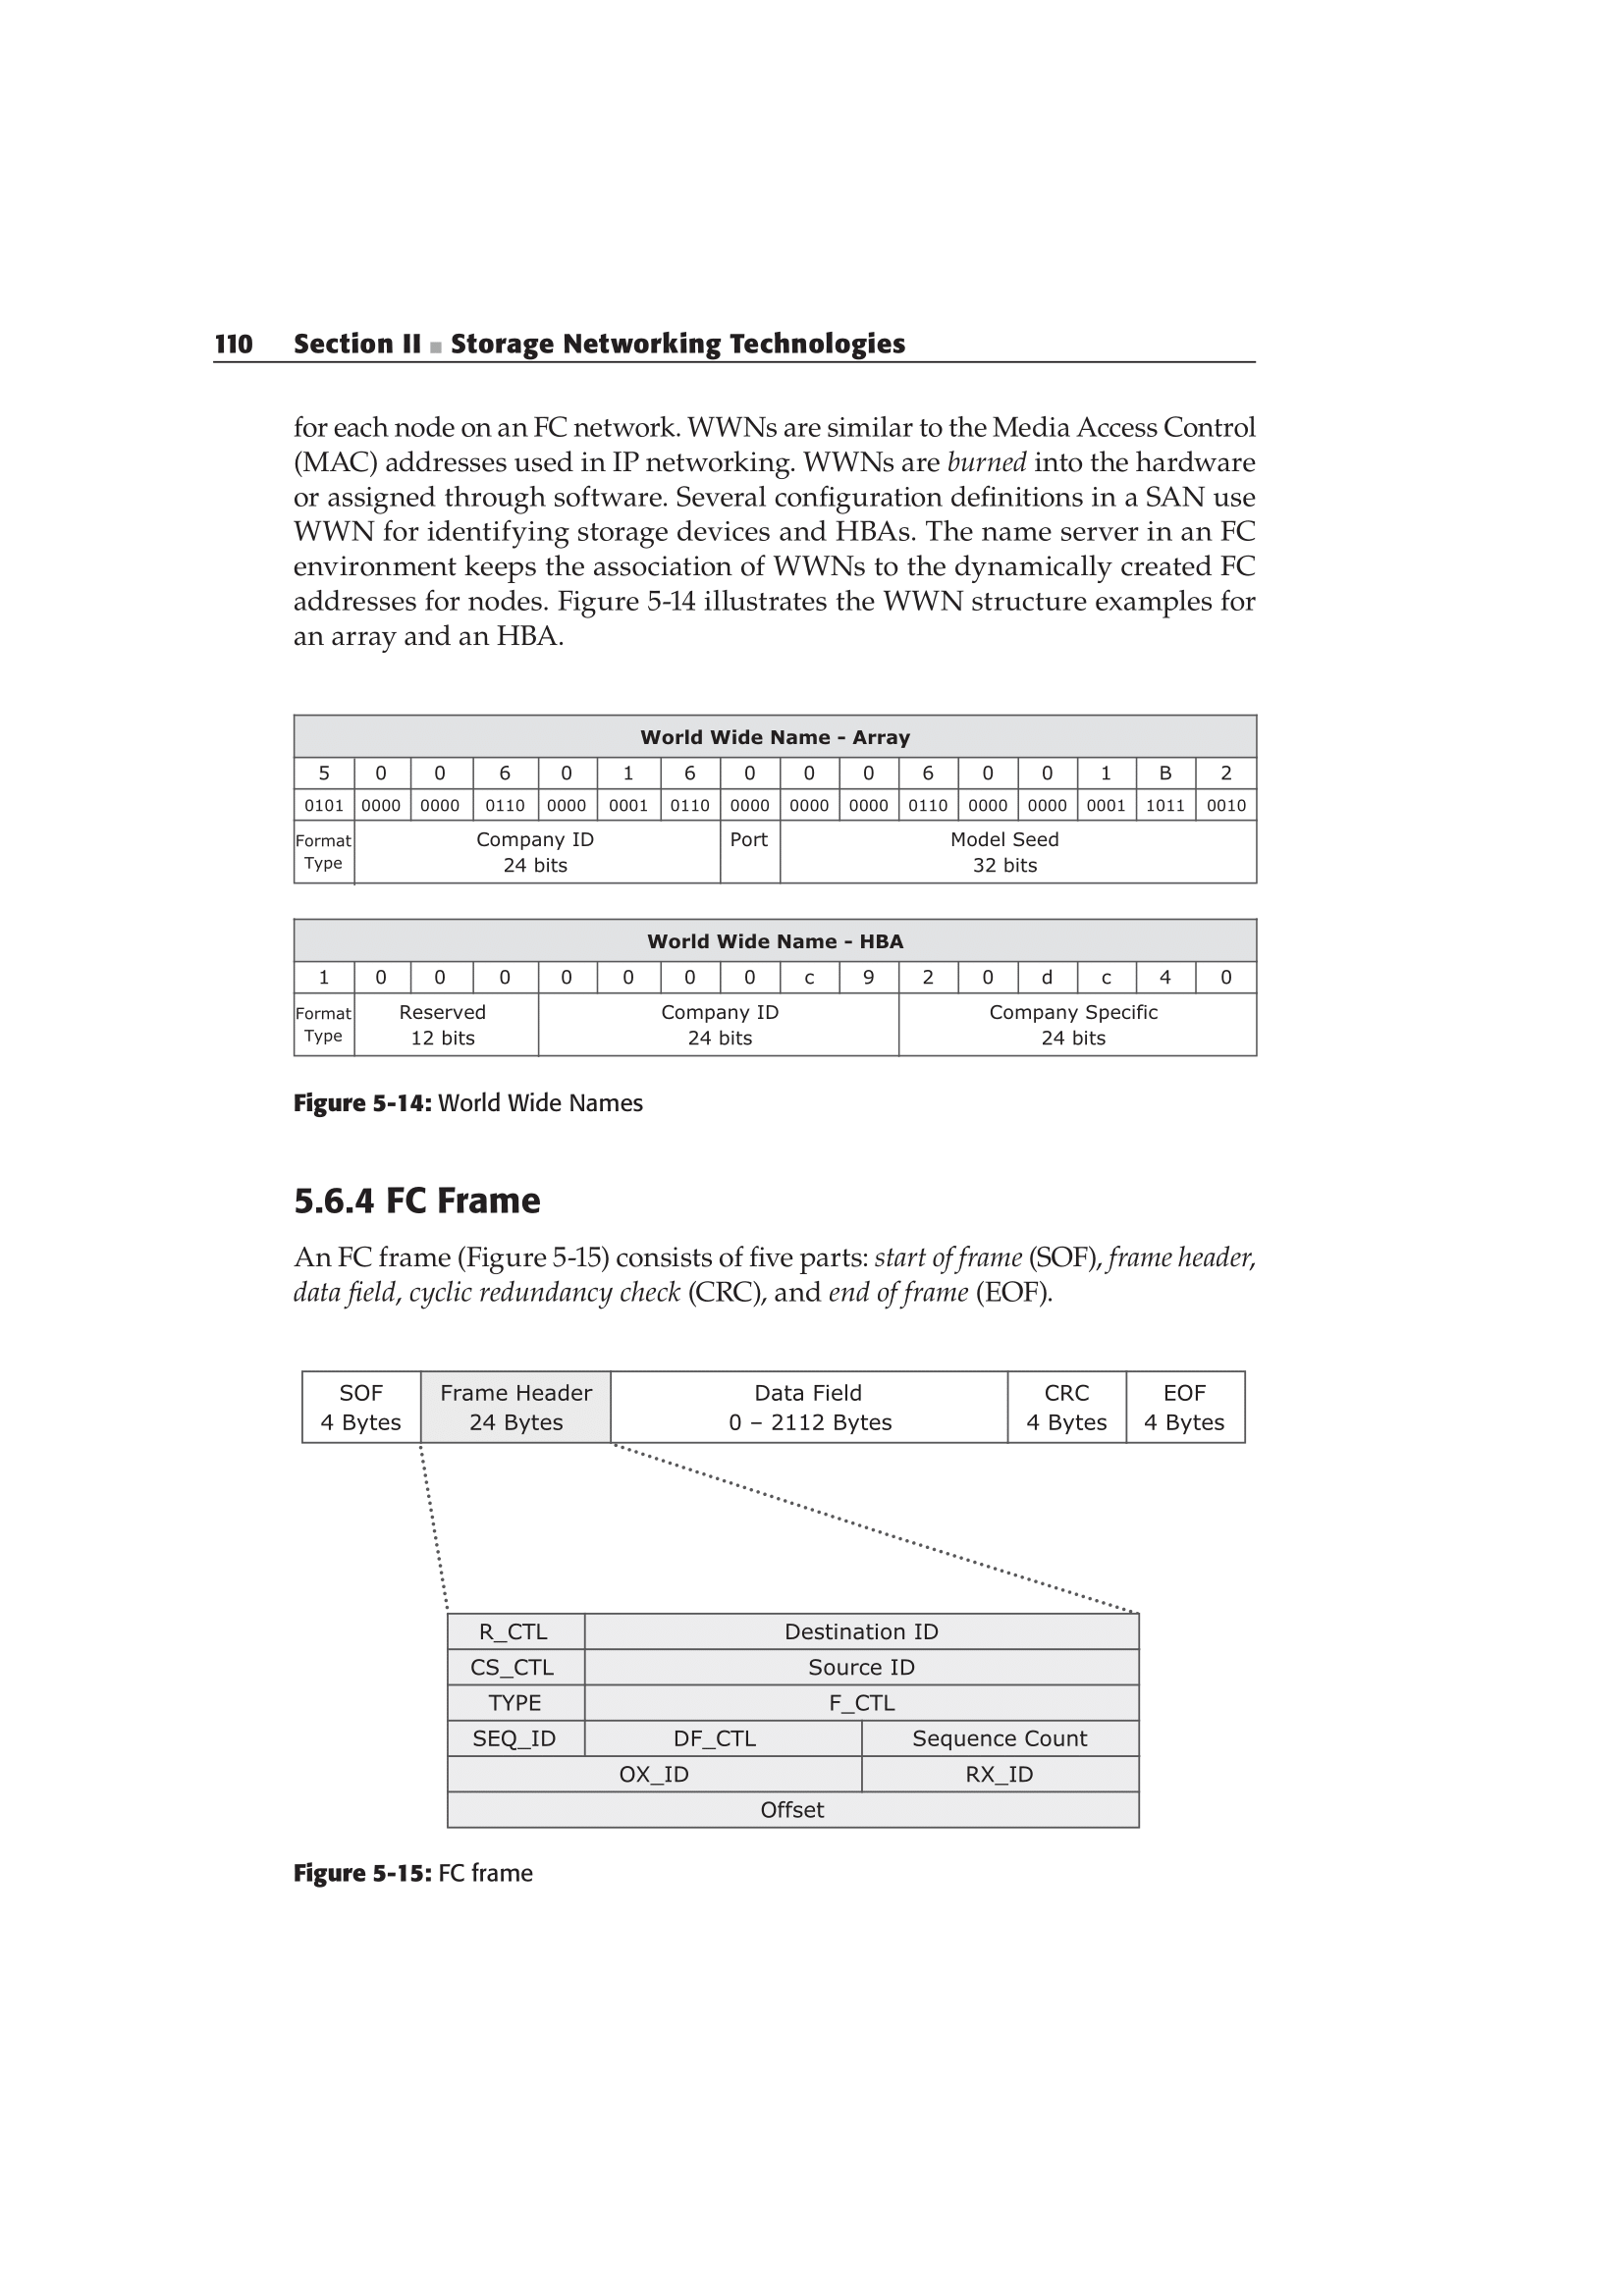 110 Section II ■ Storage Networking Technologies
for each node on an FC network. WWNs are similar to the Media Access Control
(MAC) addresses used in IP networking. WWNs are burned into the hardware
or assigned through software. Several configuration definitions in a SAN use
WWN for identifying storage devices and HBAs. The name server in an FC
environment keeps the association of WWNs to the dynamically created FC
addresses for nodes. Figure 5-14 illustrates the WWN structure examples for
an array and an HBA.
World Wide Name - Array
5 0 0 6 0 1 6 0 0 0 6 0 0 1 B 2
0101 0000 0000 0110 0000 0001 0110 0000 0000 0000 0110 0000 0000 0001 1011 0010
Format Company ID Port Model Seed
Type 24 bits 32 bits
World Wide Name - HBA
1 0 0 0 0 0 0 0 c 9 2 0 d c 4 0
Format Reserved Company ID Company Specific
Type 12 bits 24 bits 24 bits
Figure 5-14: World Wide Names
5.6.4 FC Frame
An FC frame (Figure 5-15) consists of five parts: start of frame (SOF), frame header,
data field, cyclic redundancy check (CRC), and end of frame (EOF).
SOF Frame Header Data Field CRC EOF
4 Bytes 24 Bytes 0 – 2112 Bytes 4 Bytes 4 Bytes
R_CTL Destination ID
CS_CTL Source ID
TYPE F_CTL
SEQ_ID DF_CTL Sequence Count
OX_ID RX_ID
Offset
Figure 5-15: FC frame